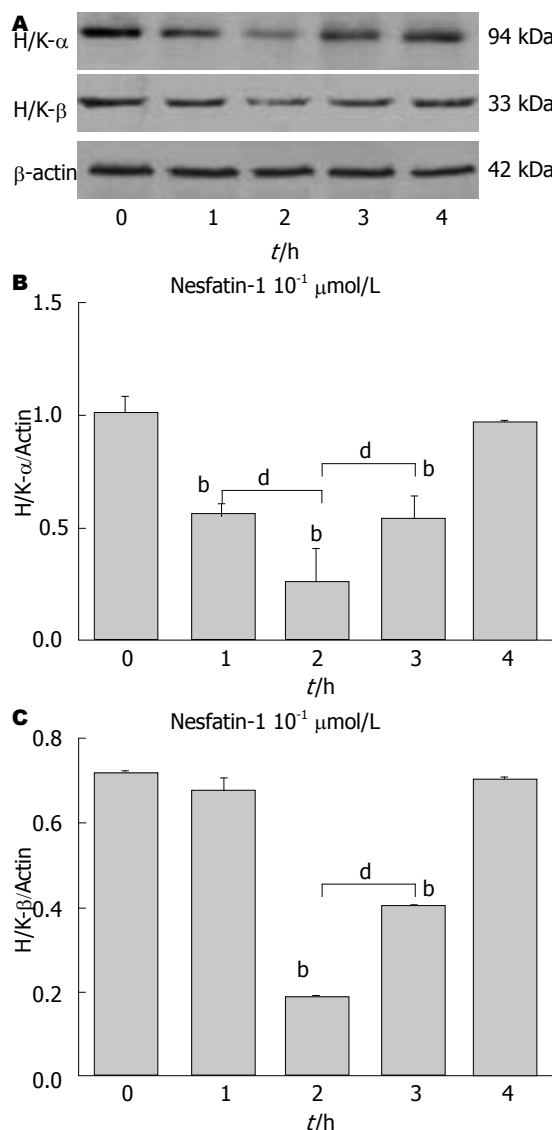 A
H/K-α 94 kDa
H/K-β 33 kDa
β-actin 42 kDa
0 1 2 3 4
t/h
B
Nesfatin-1 10⁻¹ μmol/L
1.5
1.0
0.5
0.0
H/K-α/Actin
b d b d b
0 1 2 3 4
t/h
C
Nesfatin-1 10⁻¹ μmol/L
0.8
0.6
0.4
0.2
0.0
H/K-β/Actin
b d b
0 1 2 3 4
t/h